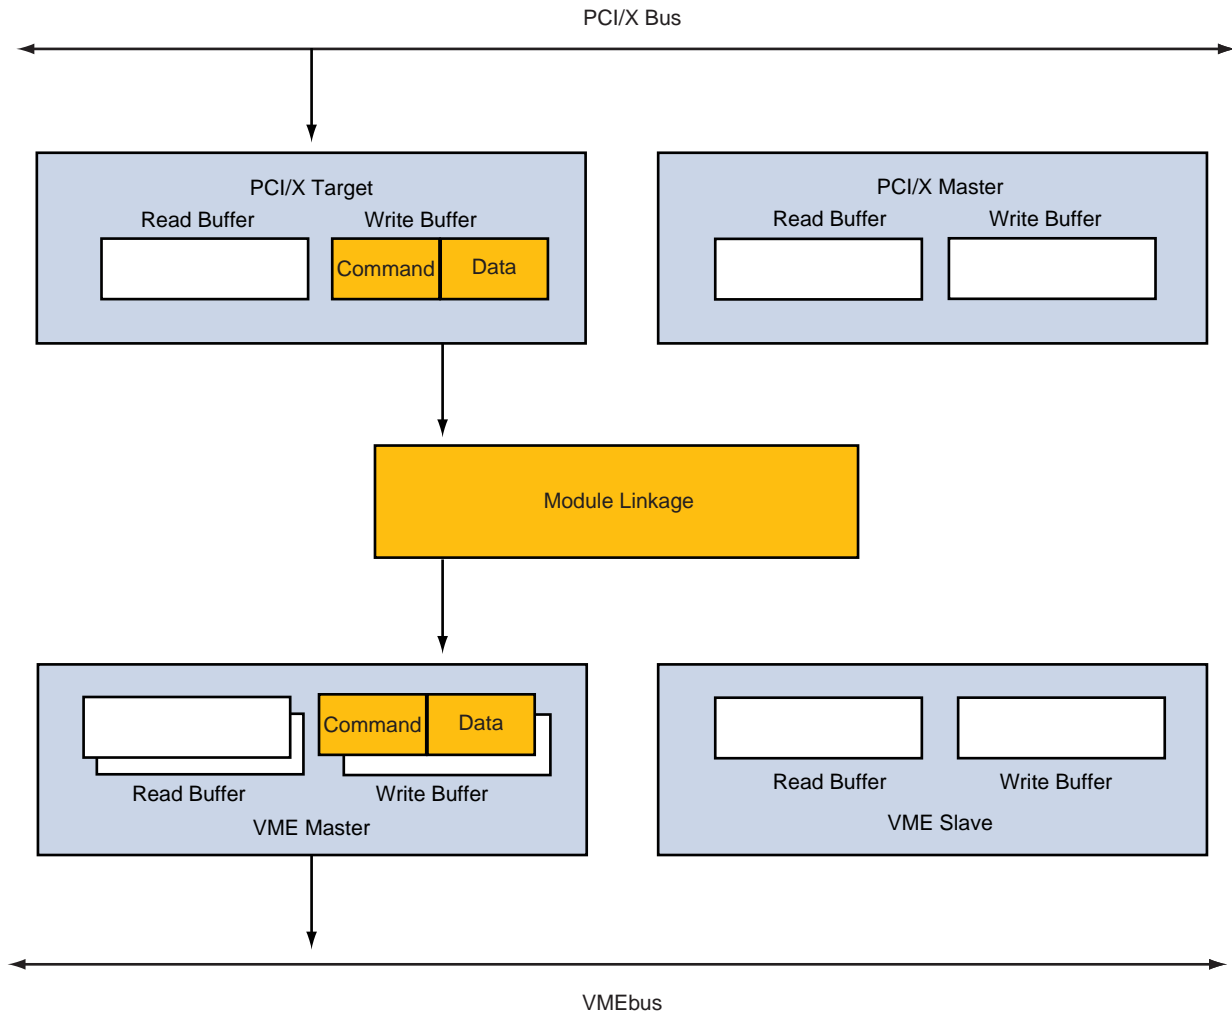 PCI/X Bus
PCI/X Target
Read Buffer
Write Buffer
Command
Data
PCI/X Master
Read Buffer
Write Buffer
Module Linkage
Command
Data
Read Buffer
Write Buffer
VME Master
Read Buffer
Write Buffer
VME Slave
VMEbus